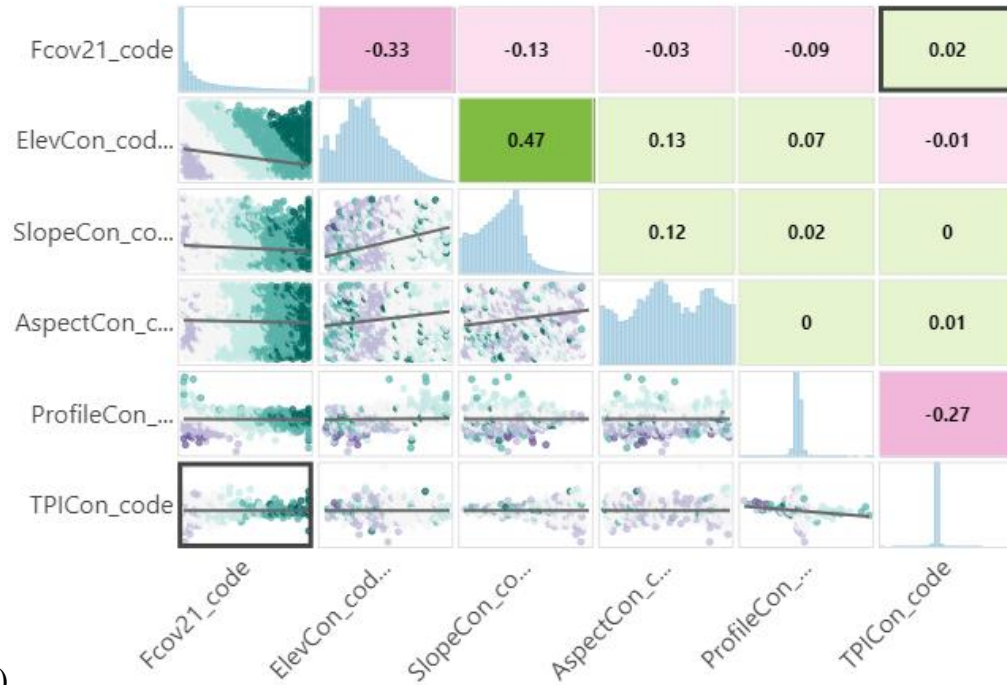 Fcov21_code -0.33 -0.13 -0.03 -0.09 0.02
ElevCon_cod... 0.47 0.13 0.07 -0.01
SlopeCon_co... 0.12 0.02 0
AspectCon_c... 0 0.01
ProfileCon_... -0.27
TPICon_code
Fcov21_code ElevCon_cod... SlopeCon_co... AspectCon_c... ProfileCon_... TPICon_code
)